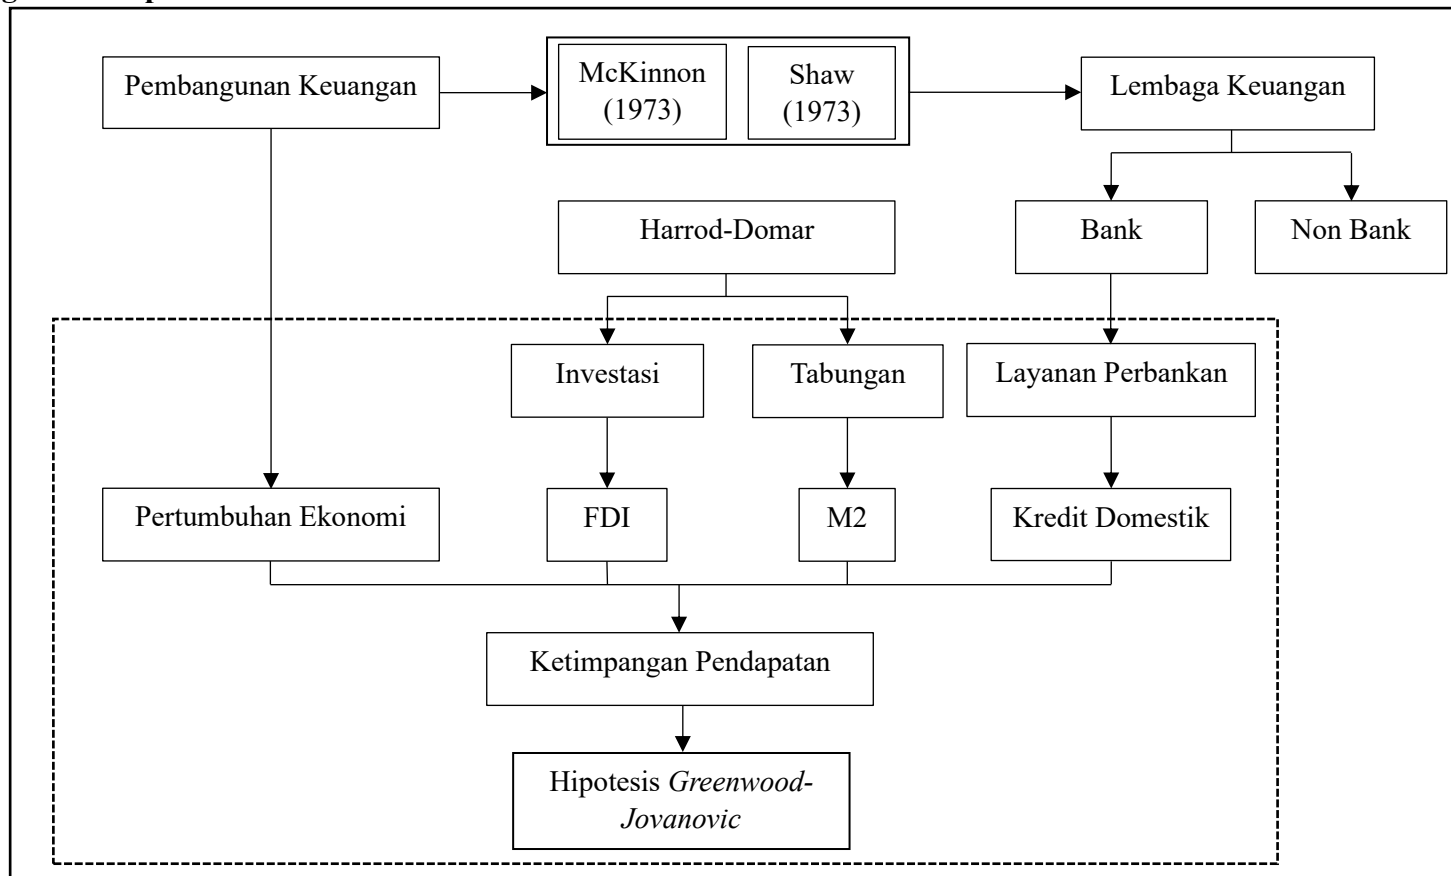 Pembangunan Keuangan
McKinnon
(1973)
Shaw
(1973)
Lembaga Keuangan
Harrod-Domar
Bank
Non Bank
Investasi
Tabungan
Layanan Perbankan
Pertumbuhan Ekonomi
FDI
M2
Kredit Domestik
Ketimpangan Pendapatan
Hipotesis Greenwood-
Jovanovic